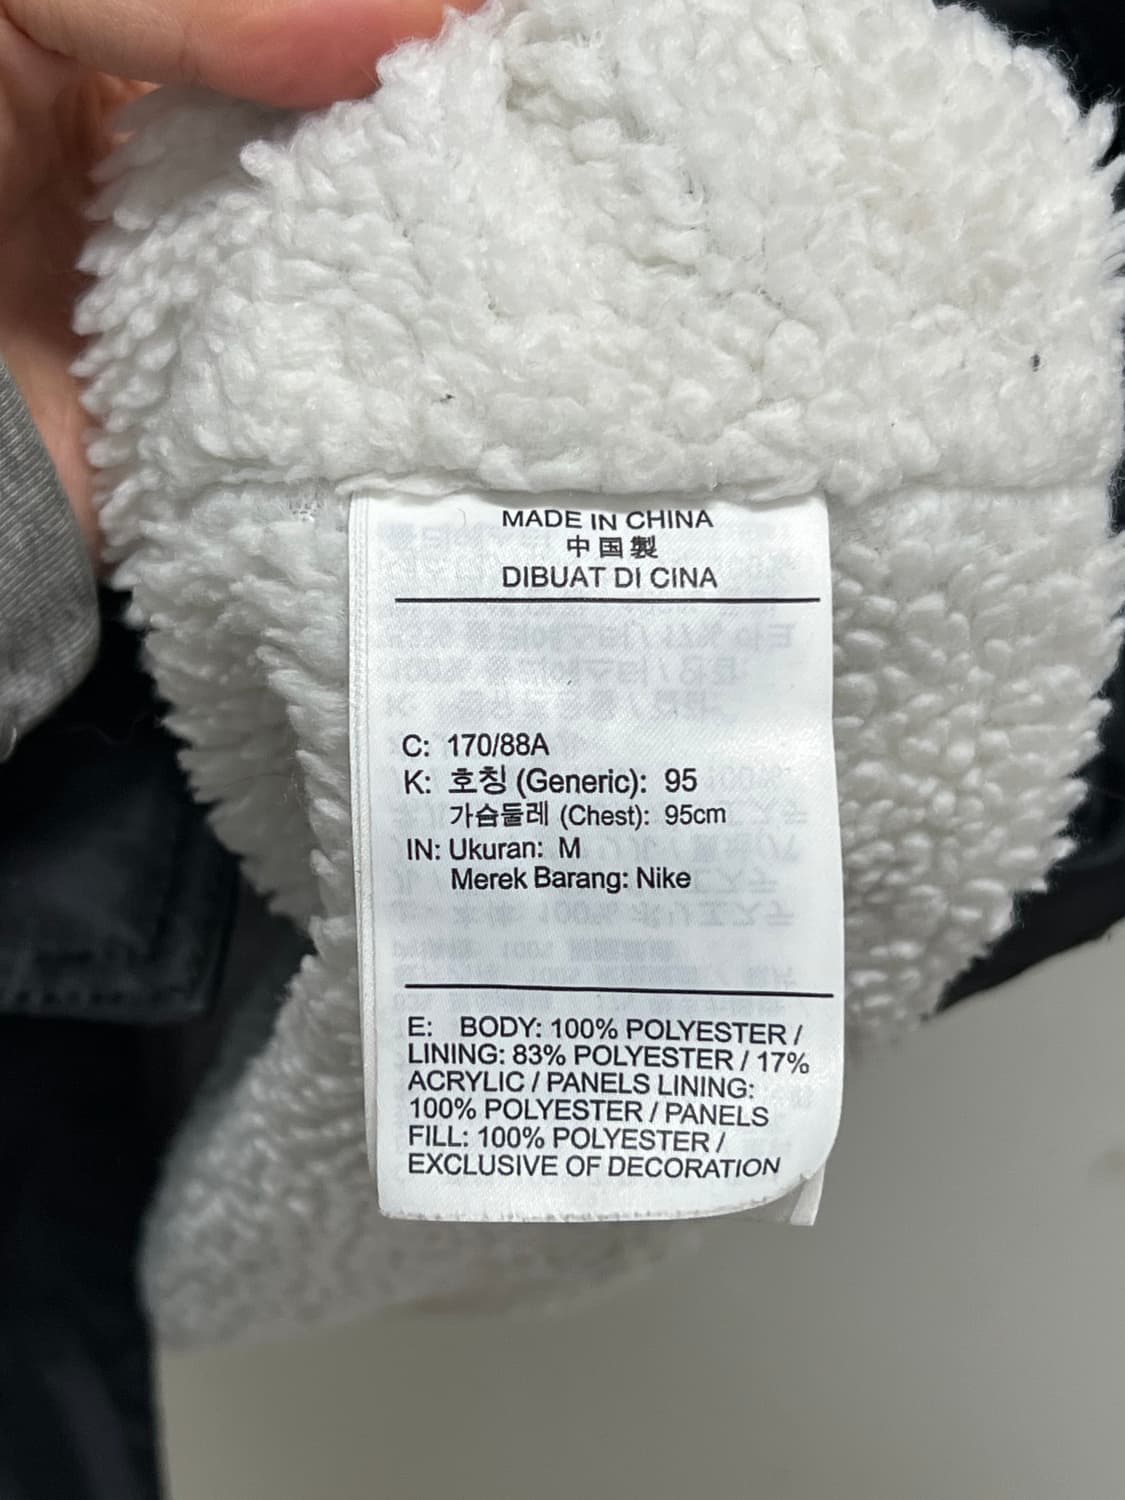 MADE IN CHINA
中国製
DIBUAT DI CINA
C: 170/88A
K: 호칭 (Generic): 95
가슴둘레 (Chest): 95cm
IN: Ukuran: M
Merek Barang: Nike
E: BODY: 100% POLYESTER /
LINING: 83% POLYESTER / 17%
ACRYLIC / PANELS LINING:
100% POLYESTER / PANELS
FILL: 100% POLYESTER /
EXCLUSIVE OF DECORATION